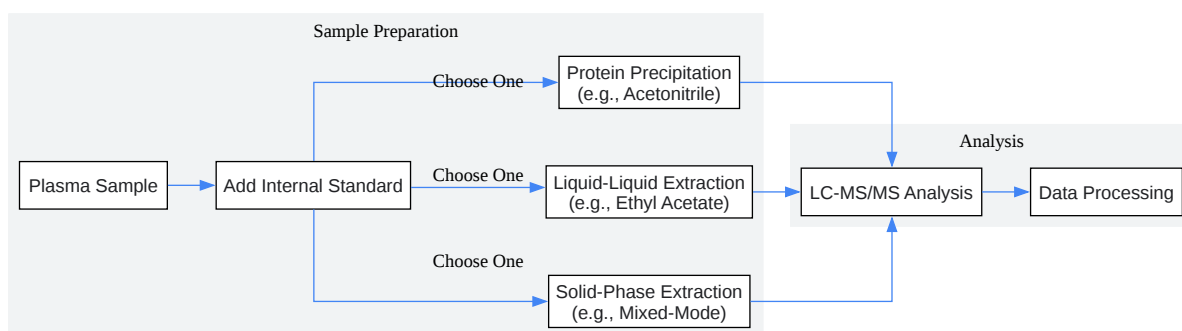 Sample Preparation
Choose One
Protein Precipitation
(e.g., Acetonitrile)
Analysis
Plasma Sample
Add Internal Standard
Choose One
Liquid-Liquid Extraction
(e.g., Ethyl Acetate)
LC-MS/MS Analysis
Data Processing
Choose One
Solid-Phase Extraction
(e.g., Mixed-Mode)